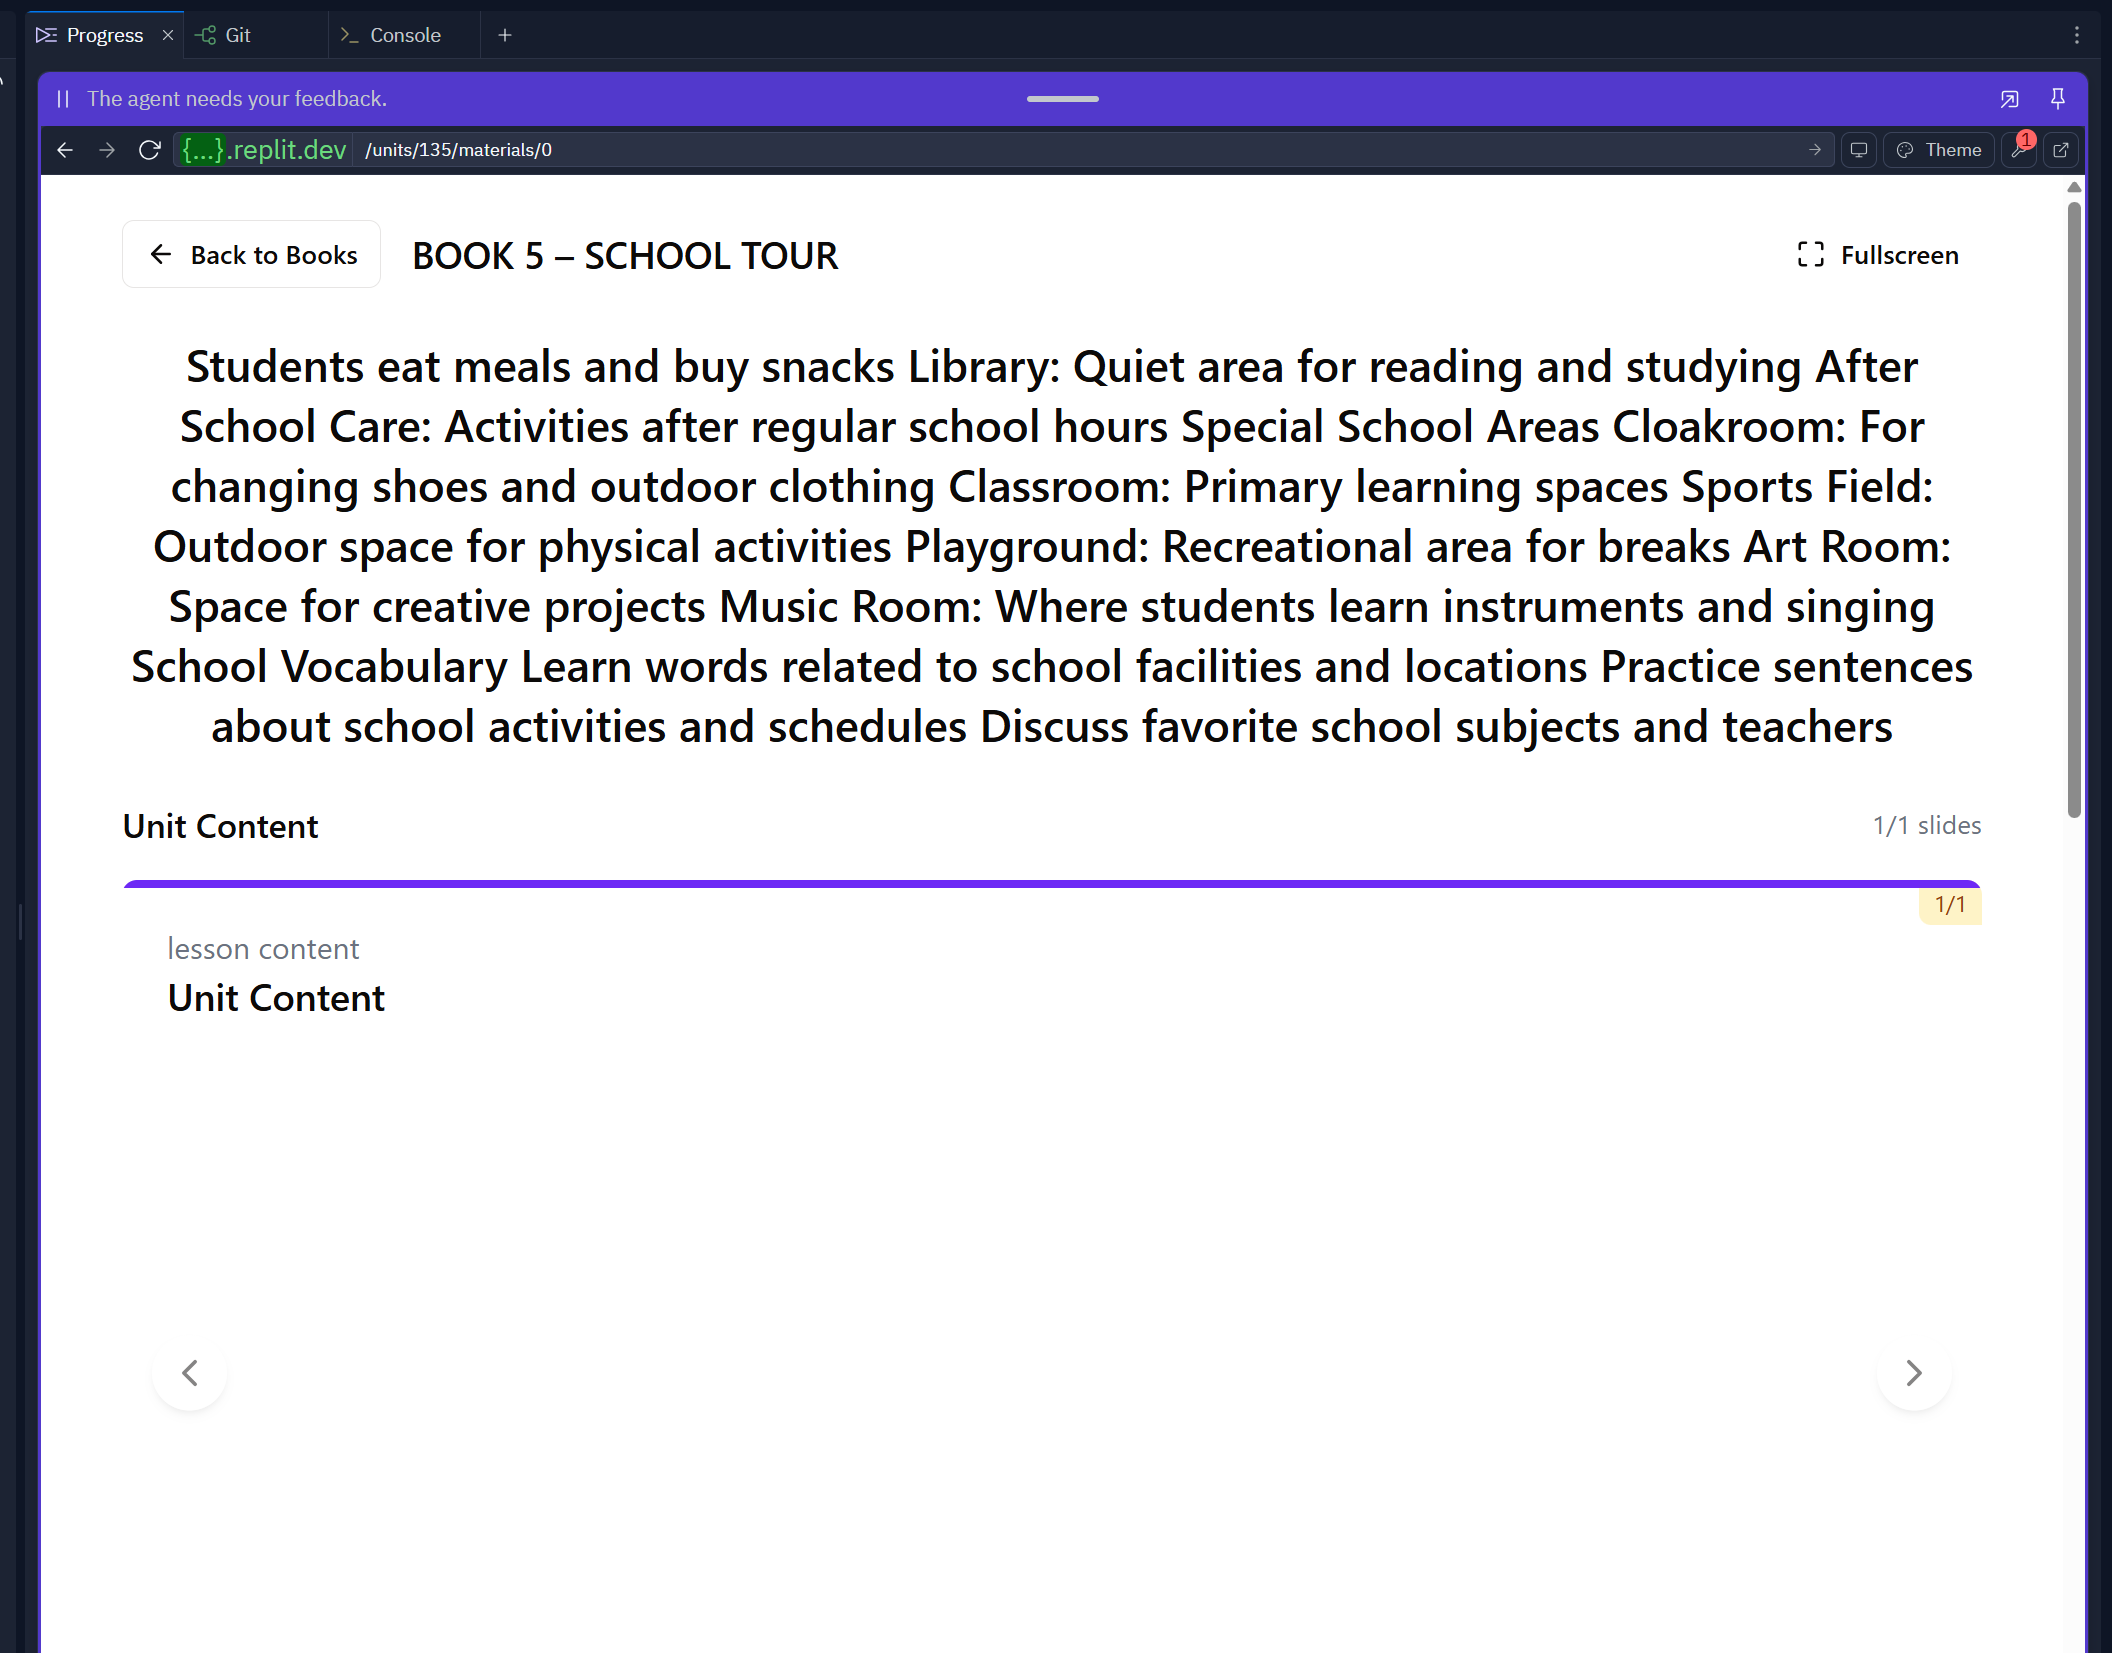 Progress
Git
Console
The agent needs your feedback.
{...}.replit.dev /units/135/materials/0
Theme
1
Back to Books
BOOK 5 – SCHOOL TOUR
Fullscreen
Students eat meals and buy snacks Library: Quiet area for reading and studying After
School Care: Activities after regular school hours Special School Areas Cloakroom: For
changing shoes and outdoor clothing Classroom: Primary learning spaces Sports Field:
Outdoor space for physical activities Playground: Recreational area for breaks Art Room:
Space for creative projects Music Room: Where students learn instruments and singing
School Vocabulary Learn words related to school facilities and locations Practice sentences
about school activities and schedules Discuss favorite school subjects and teachers
Unit Content
1/1 slides
1/1
lesson content
Unit Content